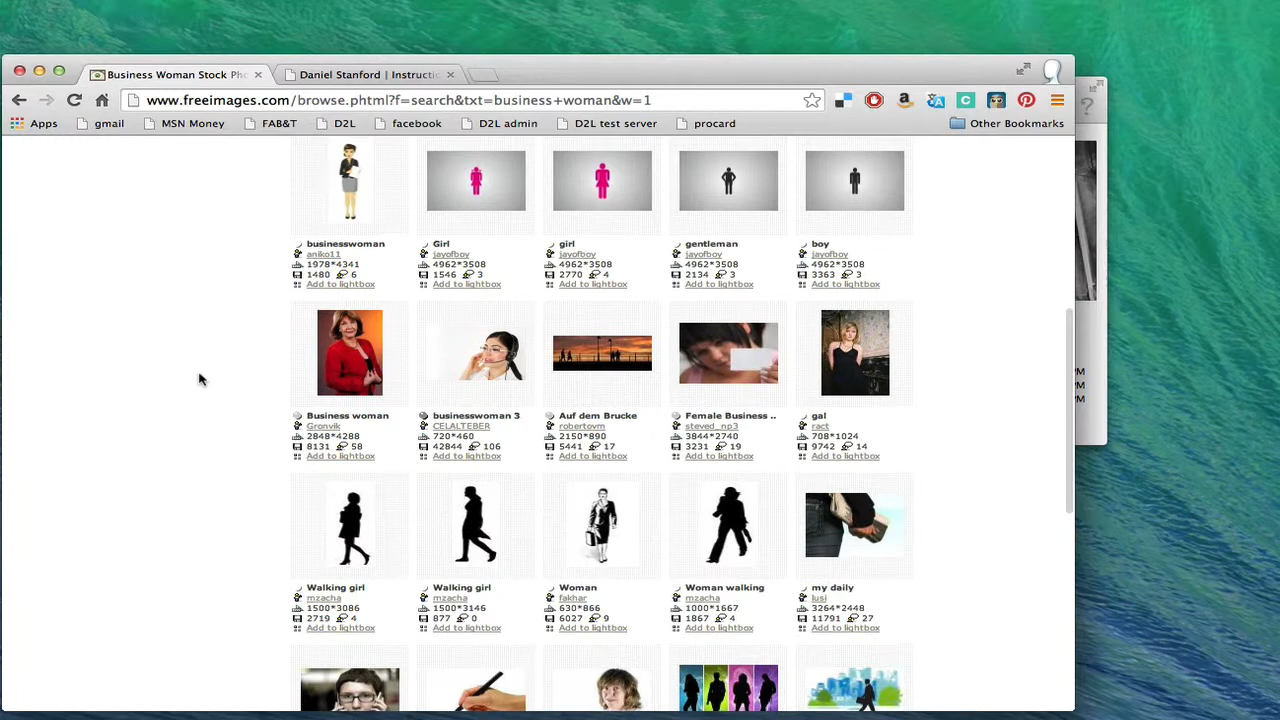 Business Woman Stock Pho
Daniel Stanford | Instructic
www.freeimages.com/browse.phtml?f=search&txt=business+woman&w=1
Apps gmail MSN Money FAB&T D2L facebook D2L admin D2L test server procard Other Bookmarks
businesswoman Girl girl gentleman boy
aniko11 jayofboy jayofboy jayofboy jayofboy
1978*4341 4962*3508 4962*3508 4962*3508 4962*3508
1480 6 1546 3 2770 4 2134 3 3363 3
Add to lightbox Add to lightbox Add to lightbox Add to lightbox Add to lightbox
PM
PM
PM
Business woman businesswoman 3 Auf dem Brucke Female Business .. gal
Gronvik CELALTEBER robertovm steved_np3 ract
2848*4288 720*460 2150*890 3844*2740 708*1024
8131 58 42844 106 5441 17 3231 19 9742 14
Add to lightbox Add to lightbox Add to lightbox Add to lightbox Add to lightbox
Walking girl Walking girl Woman Woman walking my daily
mzacha mzacha fakhar mzacha lusi
1500*3086 1500*3146 630*866 1000*1667 3264*2448
2719 4 877 0 6027 9 1867 4 11791 27
Add to lightbox Add to lightbox Add to lightbox Add to lightbox Add to lightbox